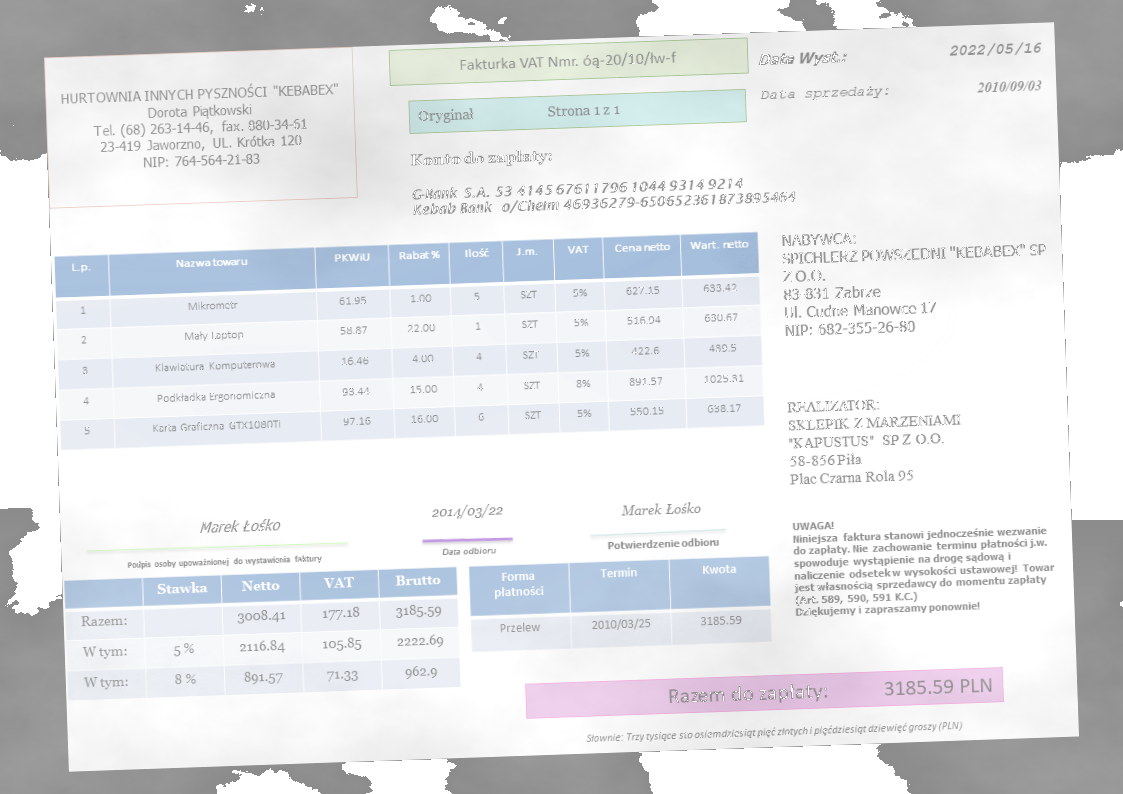 HURTOWNIA INNYCH PYSZNOŚCI "KEBABEX"
Dorota Piątkowski
Tel. (68) 263-14-46, fax. 880-34-51
23-419 Jaworzno, UL. Krótka 120
NIP: 764-564-21-83
Fakturka VAT Nmr. óą-20/10/łw-f
Oryginał Strona 1 z 1
Data Wyst.: 2022/05/16
Data sprzedaży: 2010/09/03
Konto do zapłaty:
G-Bank S.A. 53 4145 67611796 1044 9314 9214
Kebab Bank o/Chełm 46936279-650652361873895464
L.p. Nazwa towaru PKWiU Rabat % Ilość J.m. VAT Cena netto Wart. netto
1 Mikrometr 61.95 1.00 5 SZT 5% 627.15 633.42
2 Mały Laptop 58.87 22.00 1 SZT 5% 516.94 630.67
3 Klawiatura Komputerowa 16.46 4.00 4 SZT 5% 422.6 439.5
4 Podkładka Ergonomiczna 93.44 15.00 4 SZT 8% 891.57 1025.31
5 Karta Graficzna GTX1080Ti 97.16 16.00 6 SZT 5% 550.15 638.17
NABYWCA:
SPICHLERZ POWSZEDNI "KEBABEX" SP
Z O.O.
83-831 Zabrze
Ul. Cudne Manowce 17
NIP: 682-355-26-80
REALIZATOR:
SKLEPIK Z MARZENIAMI
"KAPUSTUS" SP Z O.O.
58-856 Piła
Plac Czarna Rola 95
Marek Łośko
Podpis osoby upoważnionej do wystawienia faktury
2014/03/22
Data odbioru
Marek Łośko
Potwierdzenie odbioru
UWAGA!
Niniejsza faktura stanowi jednocześnie wezwanie
do zapłaty. Nie zachowanie terminu płatności j.w.
spowoduje wystąpienie na drogę sądową i
naliczenie odsetek w wysokości ustawowej! Towar
jest własnością sprzedawcy do momentu zapłaty
(Art. 589, 590, 591 K.C.)
Dziękujemy i zapraszamy ponownie!
Stawka Netto VAT Brutto
Razem: 3008.41 177.18 3185.59
W tym: 5 % 2116.84 105.85 2222.69
W tym: 8 % 891.57 71.33 962.9
Forma płatności Termin Kwota
Przelew 2010/03/25 3185.59
Razem do zapłaty: 3185.59 PLN
Słownie: Trzy tysiące sto osiemdziesiąt pięć złotych i pięćdziesiąt dziewięć groszy (PLN)